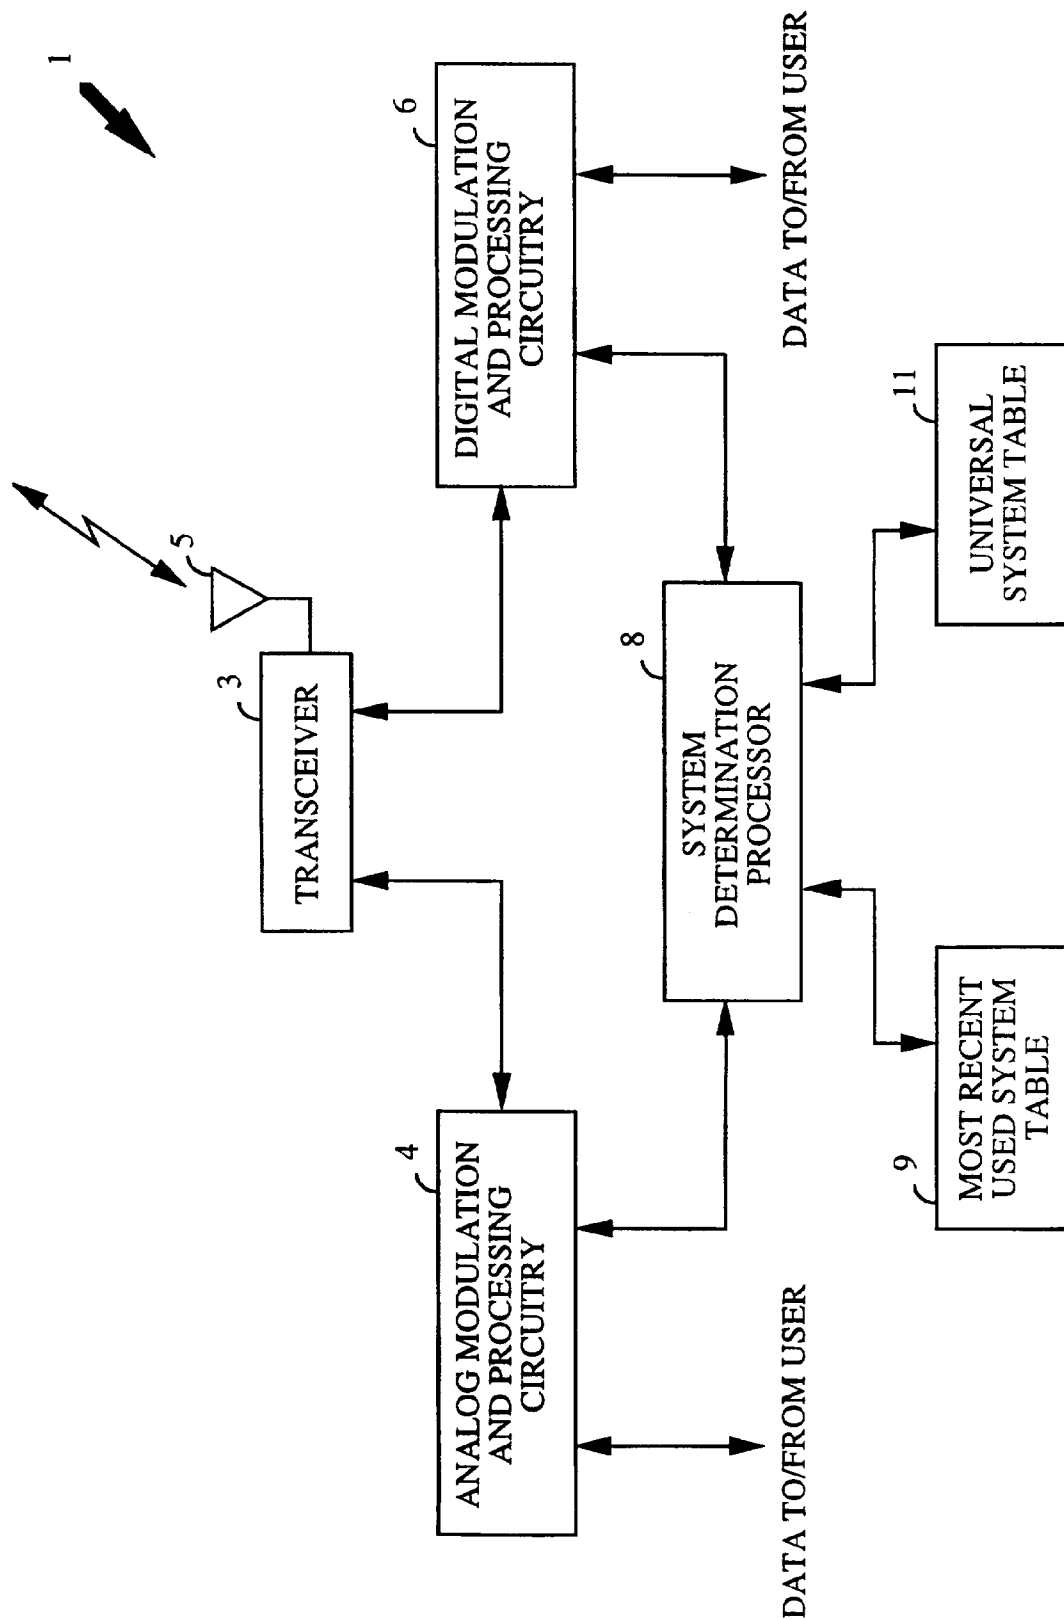 1
5
3
TRANSCEIVER
4
ANALOG MODULATION
AND PROCESSING
CIRCUITRY
6
DIGITAL MODULATION
AND PROCESSING
CIRCUITRY
8
SYSTEM
DETERMINATION
PROCESSOR
DATA TO/FROM USER
DATA TO/FROM USER
9
MOST RECENT
USED SYSTEM
TABLE
11
UNIVERSAL
SYSTEM TABLE